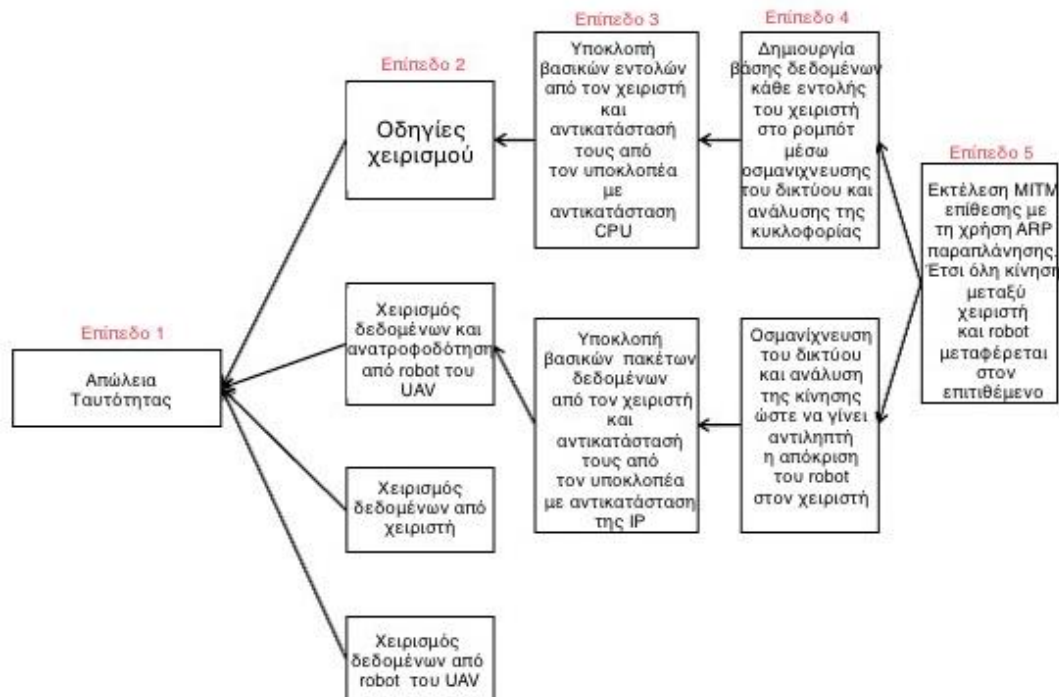 Επίπεδο 1
Απώλεια
Ταυτότητας
Επίπεδο 2
Οδηγίες
χειρισμού
Χειρισμός
δεδομένων και
ανατροφοδότηση
από robot του
UAV
Χειρισμός
δεδομένων από
χειριστή
Χειρισμός
δεδομένων από
robot του UAV
Επίπεδο 3
Υποκλοπή
βασικών εντολών
από τον χειριστή
και
αντικατάστασή
τους από
τον υποκλοπέα
με
αντικατάσταση
CPU
Υποκλοπή
βασικών πακέτων
δεδομένων
από τον χειριστή
και
αντικατάστασή
τους από
τον υποκλοπέα
με αντικατάσταση
της IP
Επίπεδο 4
Δημιουργία
βάσης δεδομένων
κάθε εντολής
του χειριστή
στο ρομπότ
μέσω
οσμανιχνευσης
του δικτύου και
ανάλυσης της
κυκλοφορίας
Οσμανίχνευση
του δικτύου
και ανάλυση
της κίνησης
ώστε να γίνει
αντιληπτή
η απόκριση
του robot
στον χειριστή
Επίπεδο 5
Εκτέλεση MITM
επίθεσης με
τη χρήση ARP
παραπλάνησης.
Έτσι όλη κίνηση
μεταξύ
χειριστή
και robot
μεταφέρεται
στον
επιτιθέμενο